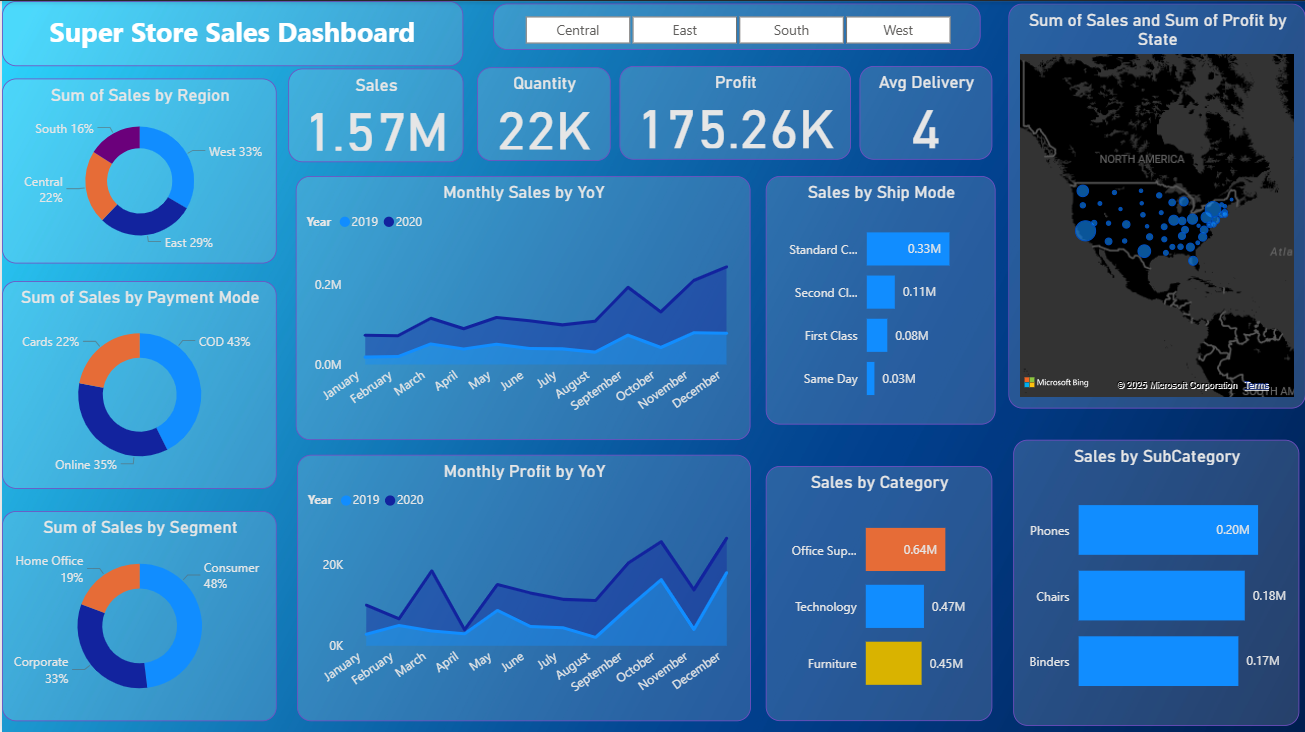 Super Store Sales Dashboard
Central
East
South
West
Sum of Sales by Region
South 16%
West 33%
Central
22%
East 29%
Sales
1.57M
Quantity
22K
Profit
175.26K
Avg Delivery
4
Sum of Sales and Sum of Profit by
State
NORTH AMERICA
Atla
Microsoft Bing
© 2025 Microsoft Corporation Terms
SOUTH AM
Sum of Sales by Payment Mode
Cards 22%
COD 43%
Online 35%
Monthly Sales by YoY
Year 2019 2020
0.2M
0.0M
January
February
March
April
May
June
July
August
September
October
November
December
Sales by Ship Mode
Standard C... 0.33M
Second Cl... 0.11M
First Class 0.08M
Same Day 0.03M
Sum of Sales by Segment
Home Office
19%
Consumer
48%
Corporate
33%
Monthly Profit by YoY
Year 2019 2020
20K
0K
January
February
March
April
May
June
July
August
September
October
November
December
Sales by Category
Office Sup... 0.64M
Technology 0.47M
Furniture 0.45M
Sales by SubCategory
Phones 0.20M
Chairs 0.18M
Binders 0.17M